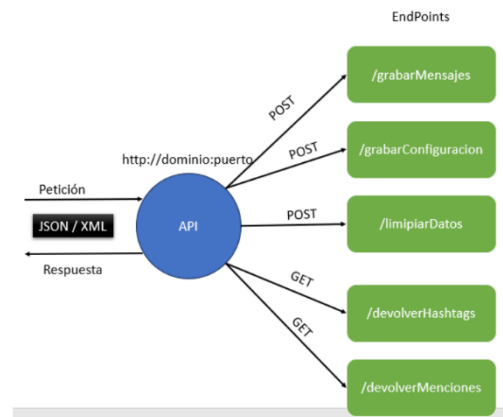 EndPoints
/grabarMensajes
POST
http://dominio:puerto
POST
/grabarConfiguracion
Petición
JSON / XML
API
POST
/limipiarDatos
Respuesta
GET
/devolverHashtags
GET
/devolverMenciones